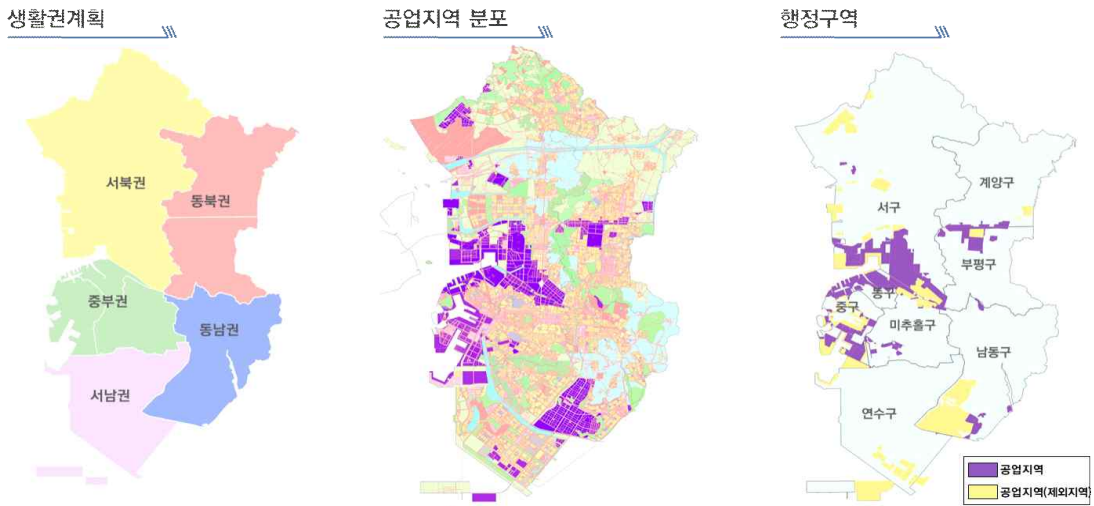 생활권계획
공업지역 분포
행정구역
서북권
동북권
중부권
동남권
서남권
계양구
서구
부평구
동구
중구
미추홀구
남동구
연수구
공업지역
공업지역(제외지역)